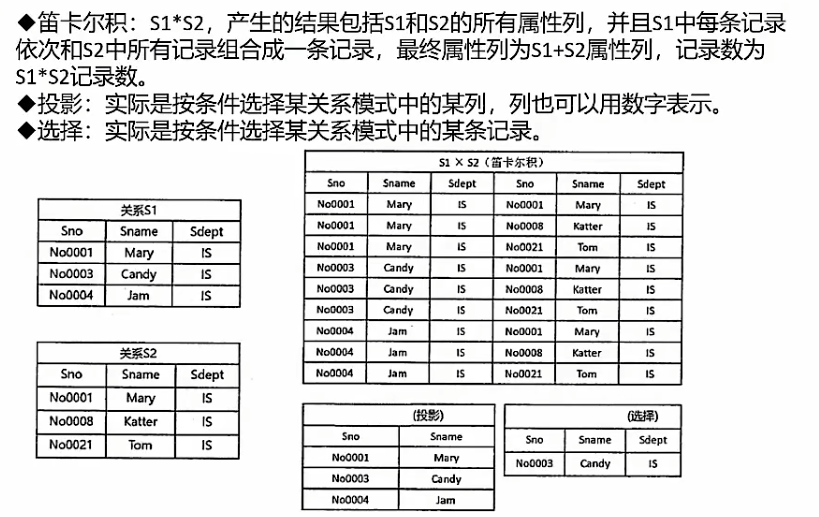 ◆笛卡尔积：S1*S2，产生的结果包括S1和S2的所有属性列，并且S1中每条记录
依次和S2中所有记录组合成一条记录，最终属性列为S1+S2属性列，记录数为
S1*S2记录数。
◆投影：实际是按条件选择某关系模式中的某列，列也可以用数字表示。
◆选择：实际是按条件选择某关系模式中的某条记录。
关系S1
Sno Sname Sdept
No0001 Mary IS
No0003 Candy IS
No0004 Jam IS
关系S2
Sno Sname Sdept
No0001 Mary IS
No0008 Katter IS
No0021 Tom IS
S1 × S2（笛卡尔积）
Sno Sname Sdept Sno Sname Sdept
No0001 Mary IS No0001 Mary IS
No0001 Mary IS No0008 Katter IS
No0001 Mary IS No0021 Tom IS
No0003 Candy IS No0001 Mary IS
No0003 Candy IS No0008 Katter IS
No0003 Candy IS No0021 Tom IS
No0004 Jam IS No0001 Mary IS
No0004 Jam IS No0008 Katter IS
No0004 Jam IS No0021 Tom IS
(投影)
Sno Sname
No0001 Mary
No0003 Candy
No0004 Jam
(选择)
Sno Sname Sdept
No0003 Candy IS